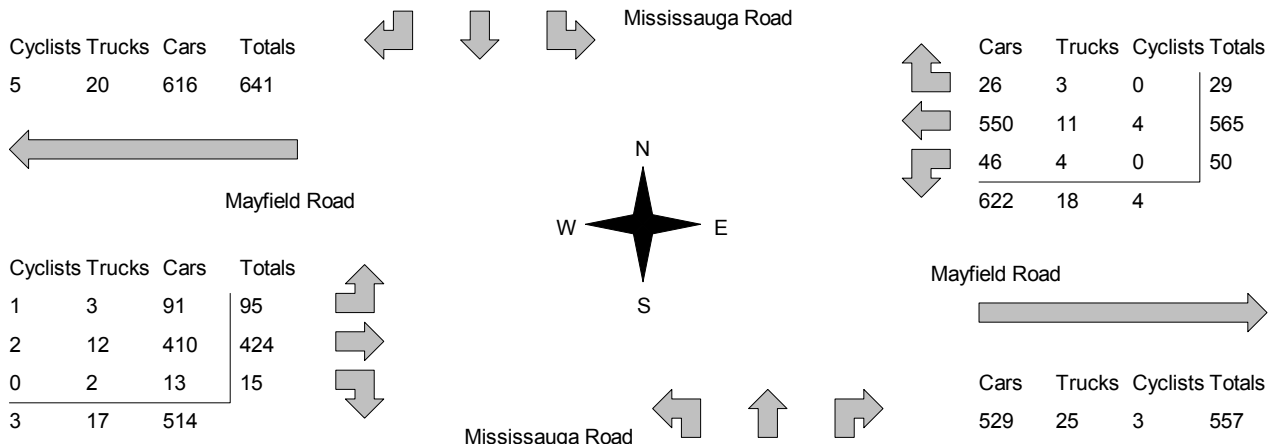 Mississauga Road
Cyclists Trucks Cars Totals
5 20 616 641
Cars Trucks Cyclists Totals
26 3 0 29
550 11 4 565
46 4 0 50
622 18 4
Mayfield Road
N
W E
S
Cyclists Trucks Cars Totals
1 3 91 95
2 12 410 424
0 2 13 15
3 17 514
Mayfield Road
Cars Trucks Cyclists Totals
529 25 3 557
Mississauga Road